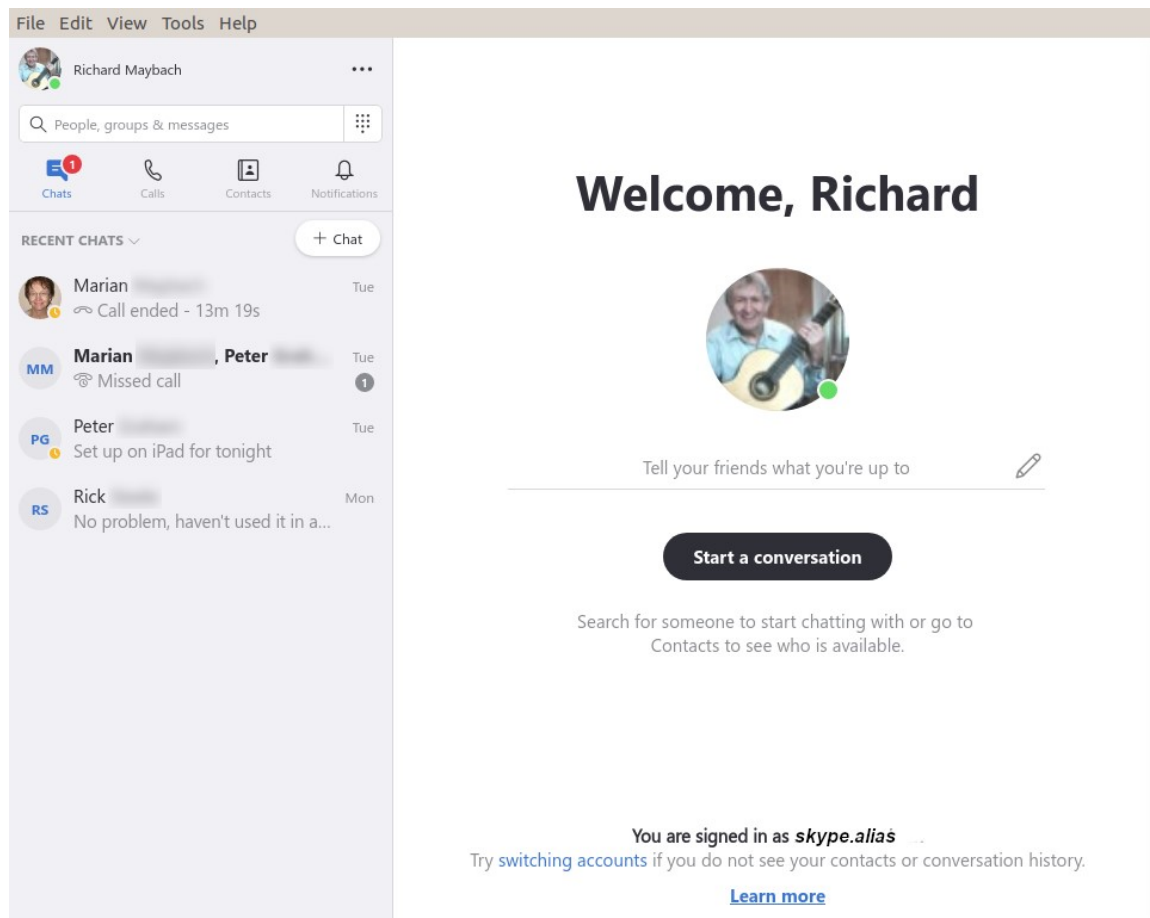 File Edit View Tools Help
Richard Maybach
People, groups & messages
1
Chats Calls Contacts Notifications
RECENT CHATS
+ Chat
Marian Tue
Call ended - 13m 19s
MM Marian , Peter ... Tue
Missed call 1
PG Peter Tue
Set up on iPad for tonight
RS Rick Mon
No problem, haven't used it in a...
Welcome, Richard
Tell your friends what you're up to
Start a conversation
Search for someone to start chatting with or go to
Contacts to see who is available.
You are signed in as skype.alias
Try switching accounts if you do not see your contacts or conversation history.
Learn more